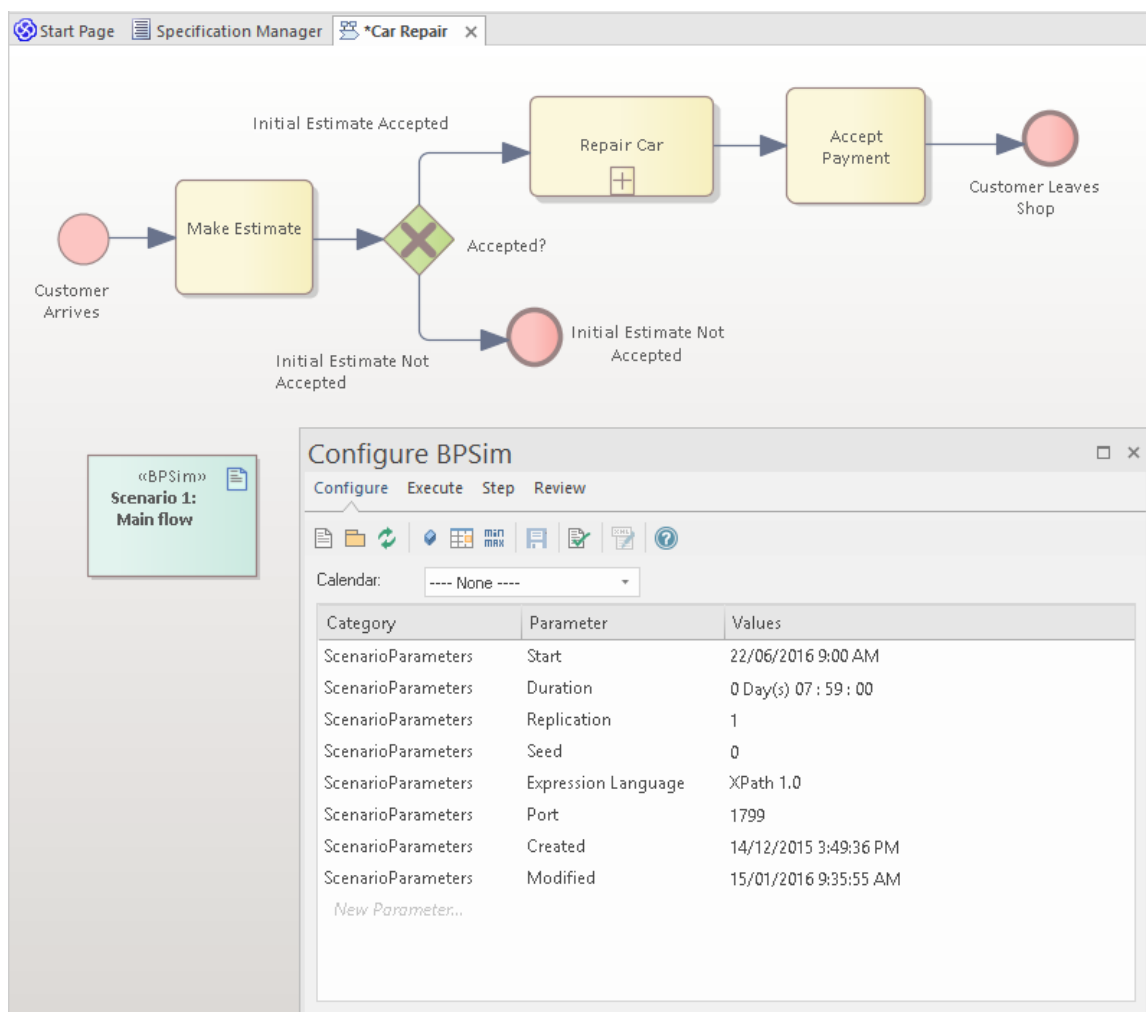 Start Page Specification Manager *Car Repair
Initial Estimate Accepted
Repair Car
Accept
Payment
Customer Leaves
Shop
Make Estimate
Accepted?
Customer
Arrives
Initial Estimate Not
Accepted
Initial Estimate Not
Accepted
«BPSim»
Scenario 1:
Main flow
Configure BPSim
Configure Execute Step Review
min
max
Calendar: ---- None ----
Category Parameter Values
ScenarioParameters Start 22/06/2016 9:00 AM
ScenarioParameters Duration 0 Day(s) 07 : 59 : 00
ScenarioParameters Replication 1
ScenarioParameters Seed 0
ScenarioParameters Expression Language XPath 1.0
ScenarioParameters Port 1799
ScenarioParameters Created 14/12/2015 3:49:36 PM
ScenarioParameters Modified 15/01/2016 9:35:55 AM
New Parameter...